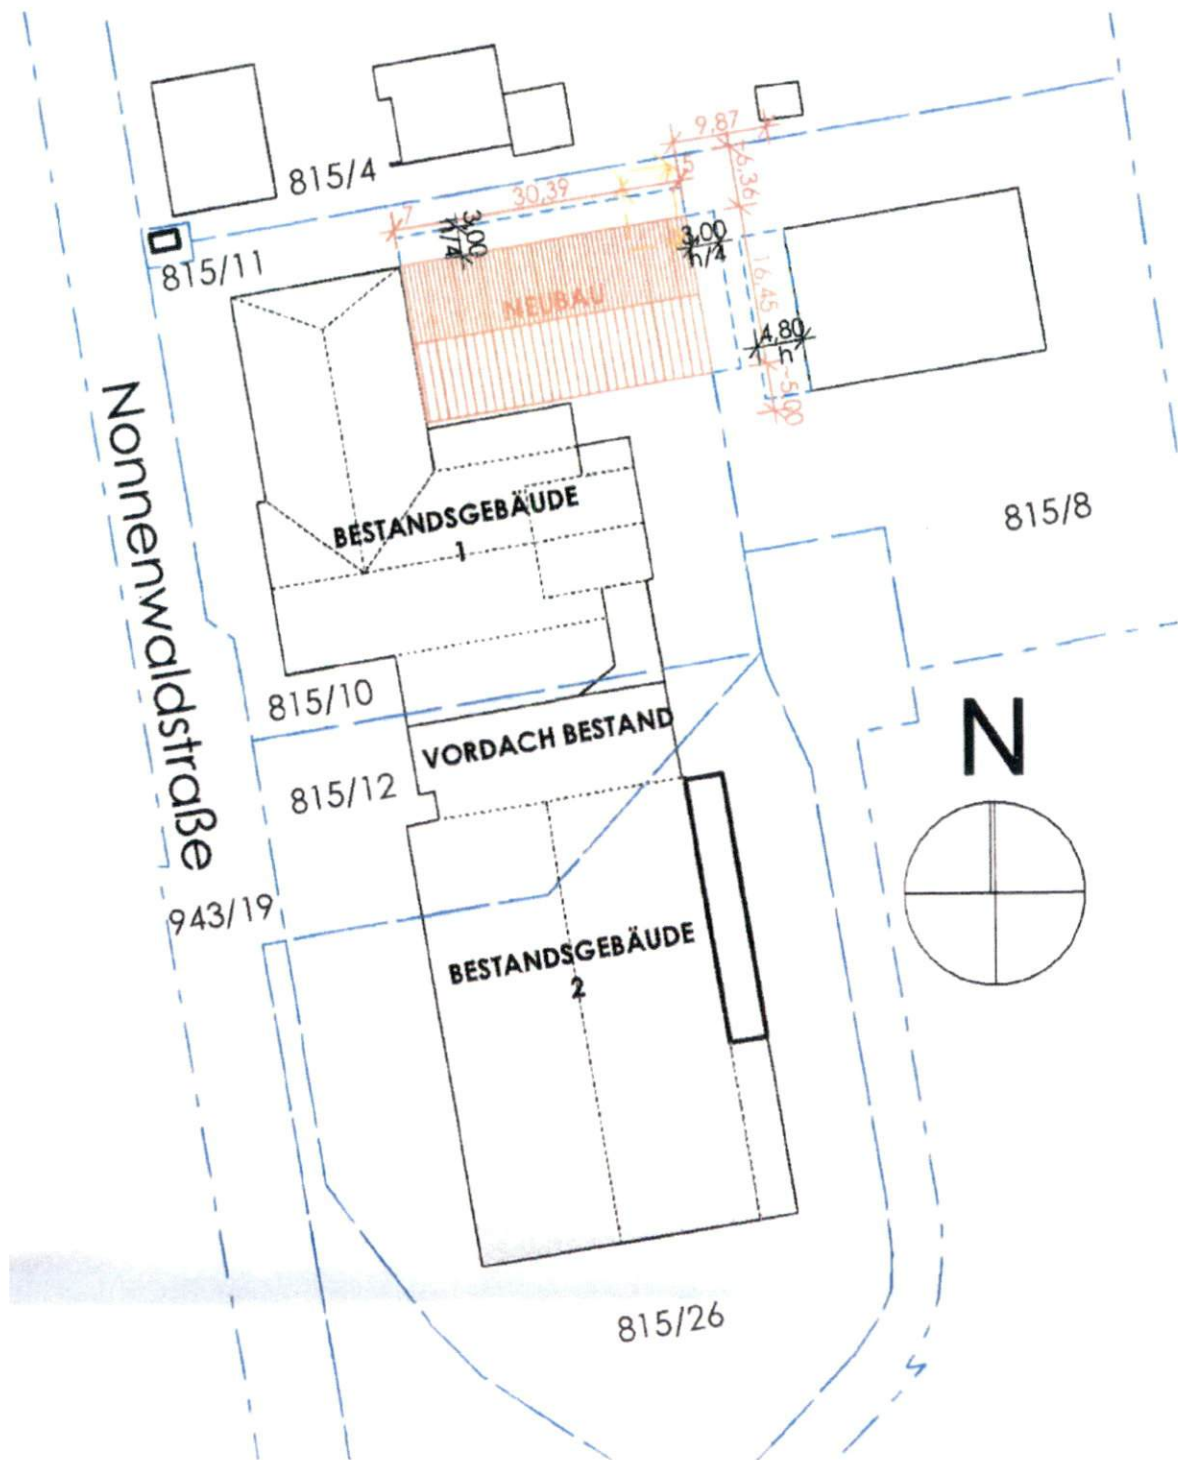 9,87
815/4
30,39
~6,36
7
5
3,00
h/4
3,00
h/4
815/11
NEUBAU
16,45
4,80
h
~5,00
Nonnenwaldstraße
BESTANDSGEBÄUDE
1
815/8
815/10
N
VORDACH BESTAND
815/12
943/19
BESTANDSGEBÄUDE
2
815/26